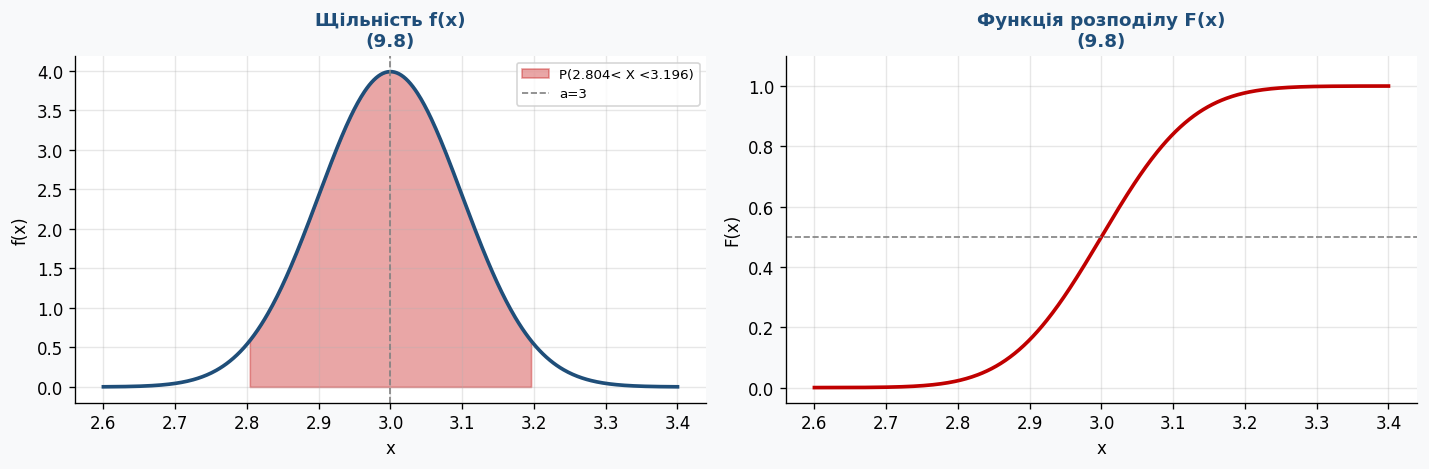 Щільність f(x)
(9.8)
P(2.804< X <3.196)
a=3
f(x)
4.0
3.5
3.0
2.5
2.0
1.5
1.0
0.5
0.0
2.6 2.7 2.8 2.9 3.0 3.1 3.2 3.3 3.4
x
Функція розподілу F(x)
(9.8)
F(x)
1.0
0.8
0.6
0.4
0.2
0.0
2.6 2.7 2.8 2.9 3.0 3.1 3.2 3.3 3.4
x